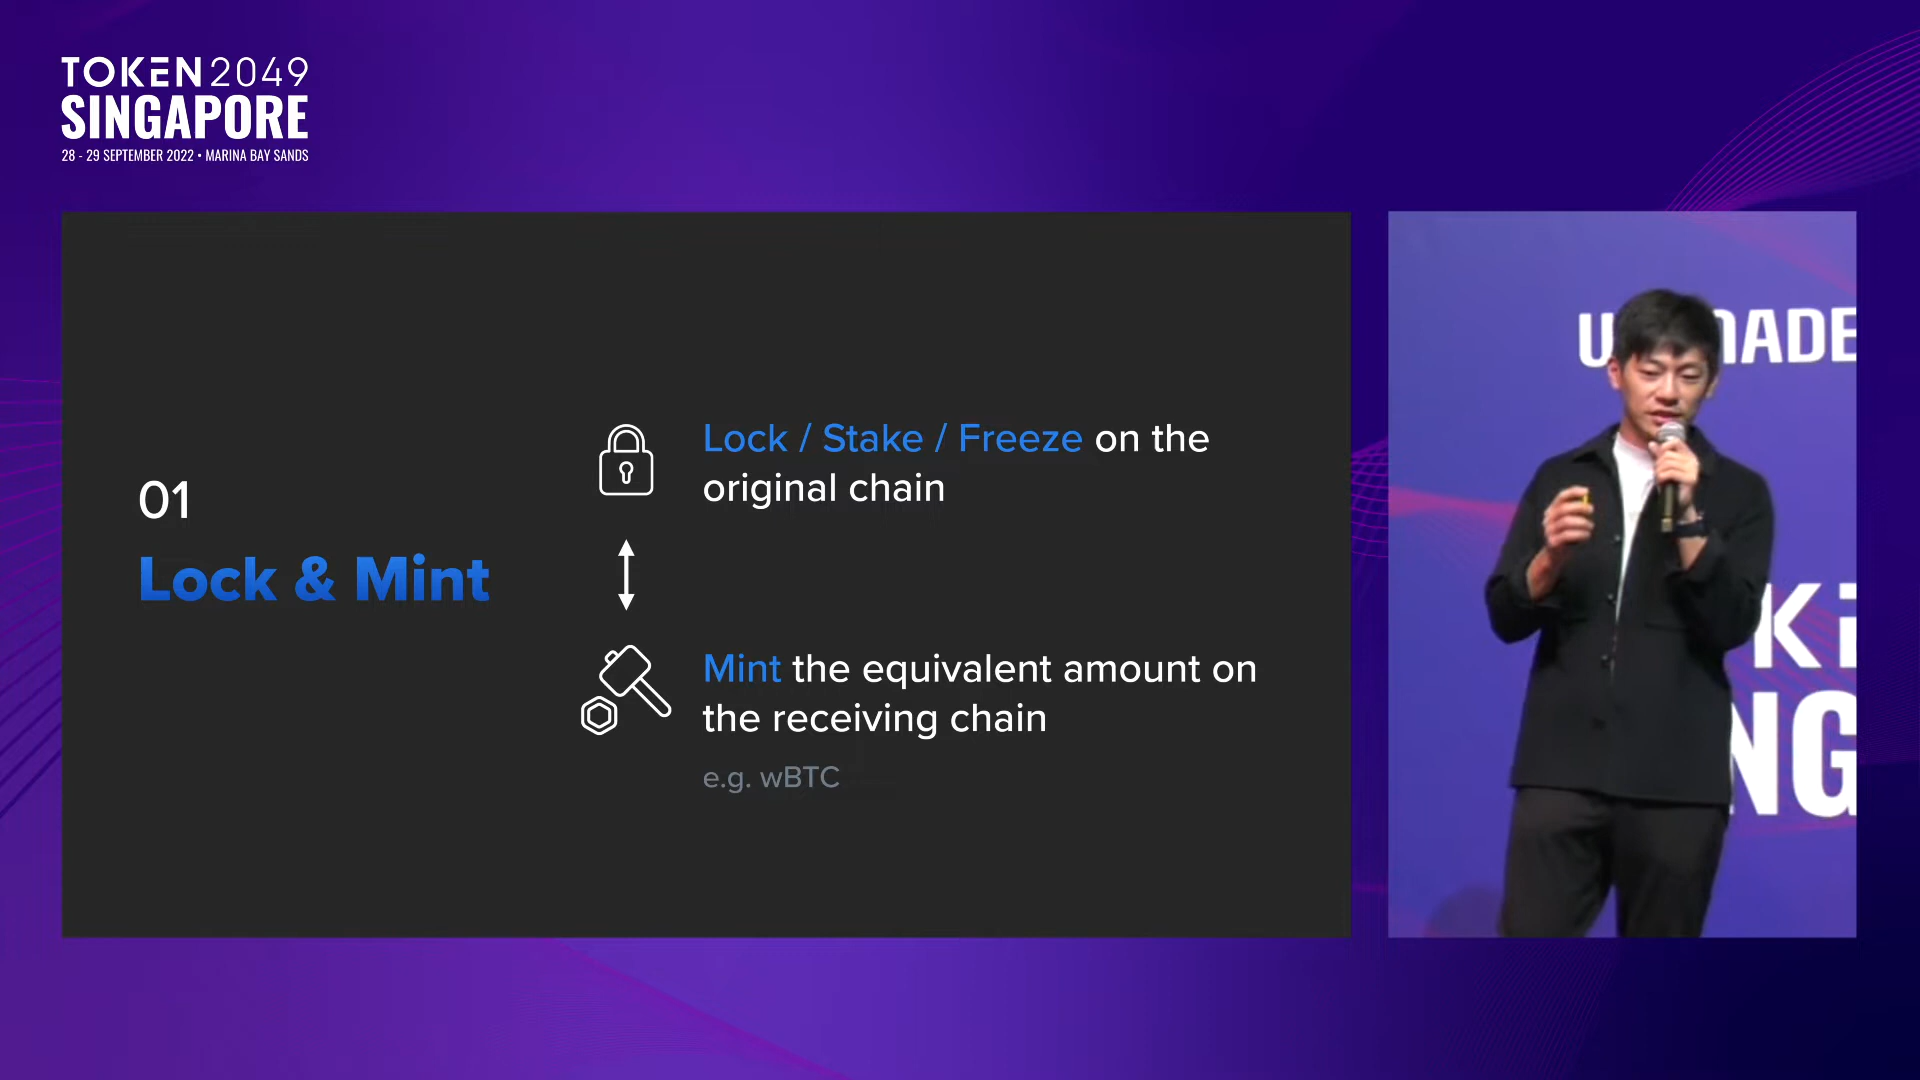 TOKEN2049
SINGAPORE
28 - 29 SEPTEMBER 2022 • MARINA BAY SANDS
01
Lock & Mint
Lock / Stake / Freeze on the
original chain
Mint the equivalent amount on
the receiving chain
e.g. wBTC